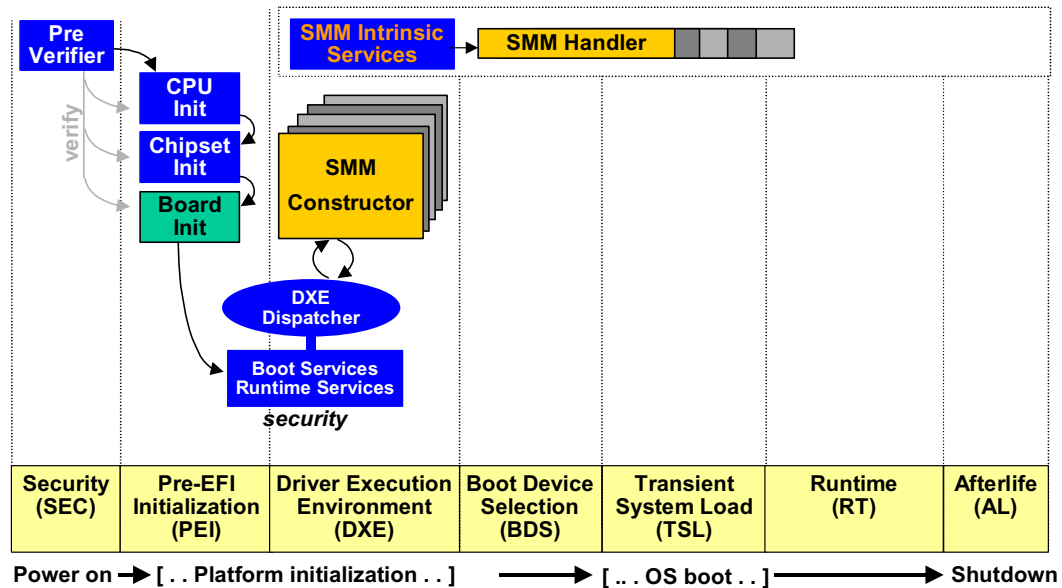 Pre
Verifier
verify
CPU
Init
Chipset
Init
Board
Init
SMM Intrinsic
Services
SMM Handler
SMM
Constructor
DXE
Dispatcher
Boot Services
Runtime Services
security
Security
(SEC)
Pre-EFI
Initialization
(PEI)
Driver Execution
Environment
(DXE)
Boot Device
Selection
(BDS)
Transient
System Load
(TSL)
Runtime
(RT)
Afterlife
(AL)
Power on [ . . Platform initialization . . ] [ .. . OS boot . . ] Shutdown